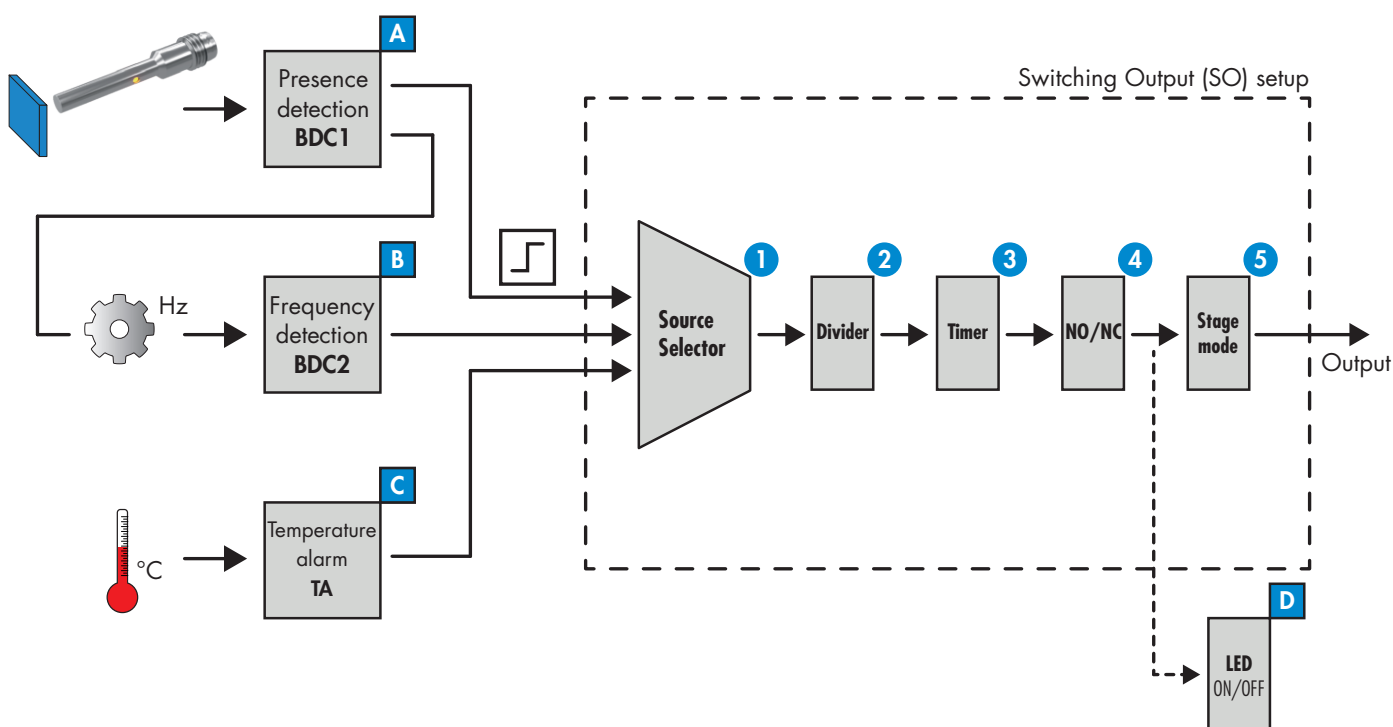 A
Presence
detection
BDC1
Switching Output (SO) setup
B
Hz
Frequency
detection
BDC2
1
Source
Selector
2
Divider
3
Timer
4
NO/NC
5
Stage
mode
Output
C
°C
Temperature
alarm
TA
D
LED
ON/OFF